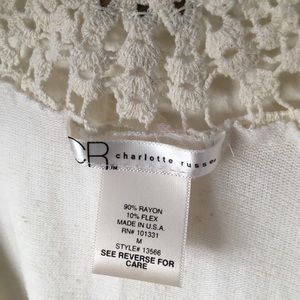 CR
charlotte russe
90% RAYON
10% FLEX
MADE IN U.S.A.
RN# 101331
M
STYLE# 13566
SEE REVERSE FOR
CARE